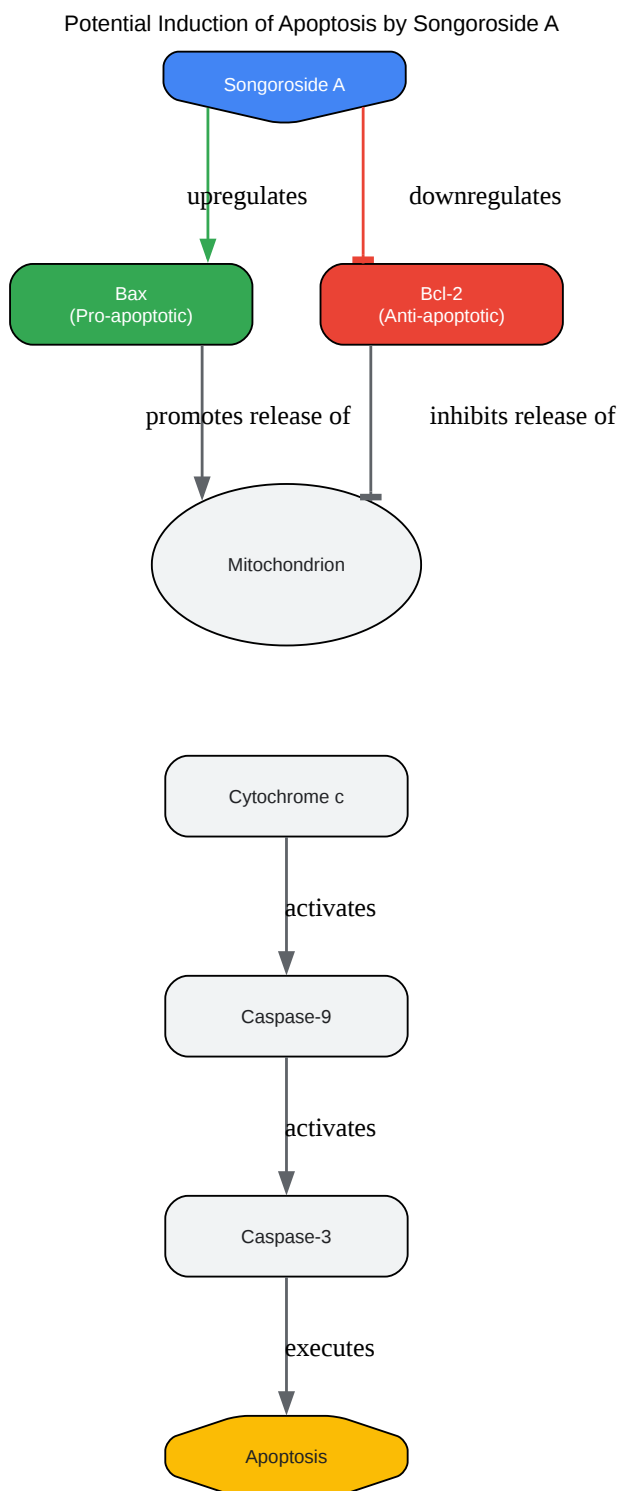 Potential Induction of Apoptosis by Songoroside A
Songoroside A
upregulates
downregulates
Bax
(Pro-apoptotic)
Bcl-2
(Anti-apoptotic)
promotes release of
inhibits release of
Mitochondrion
Cytochrome c
activates
Caspase-9
activates
Caspase-3
executes
Apoptosis